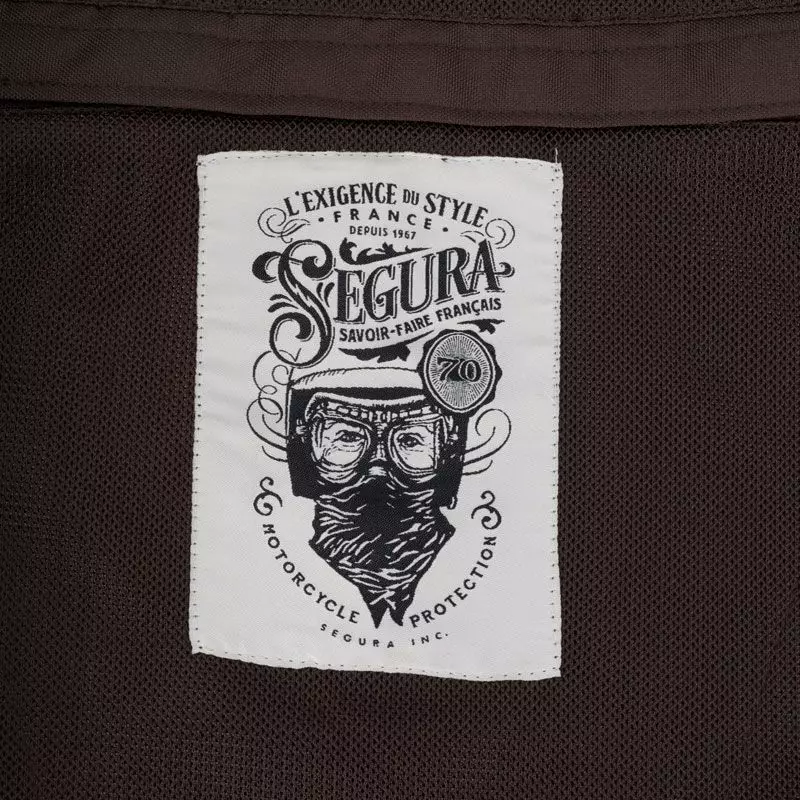 L'EXIGENCE DU STYLE
• FRANCE •
DEPUIS 1967
SEGURA
SAVOIR-FAIRE FRANÇAIS
70
MOTORCYCLE PROTECTION
SEGURA INC.